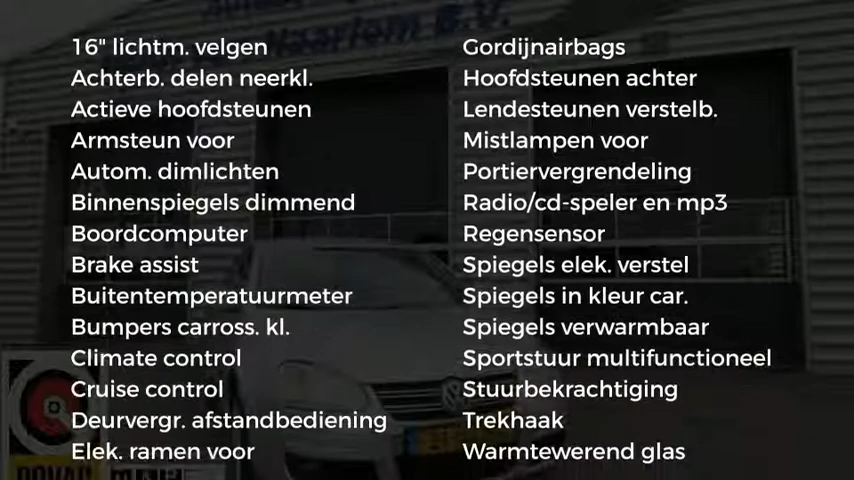 16" lichtm. velgen
Achterb. delen neerkl.
Actieve hoofdsteunen
Armsteun voor
Autom. dimlichten
Binnenspiegels dimmend
Boordcomputer
Brake assist
Buitentemperatuurmeter
Bumpers carross. kl.
Climate control
Cruise control
Deurvergr. afstandbediening
Elek. ramen voor
Gordijnairbags
Hoofdsteunen achter
Lendesteunen verstelb.
Mistlampen voor
Portiervergrendeling
Radio/cd-speler en mp3
Regensensor
Spiegels elek. verstel
Spiegels in kleur car.
Spiegels verwarmbaar
Sportstuur multifunctioneel
Stuurbekrachtiging
Trekhaak
Warmtewerend glas
Haarlem B.V.